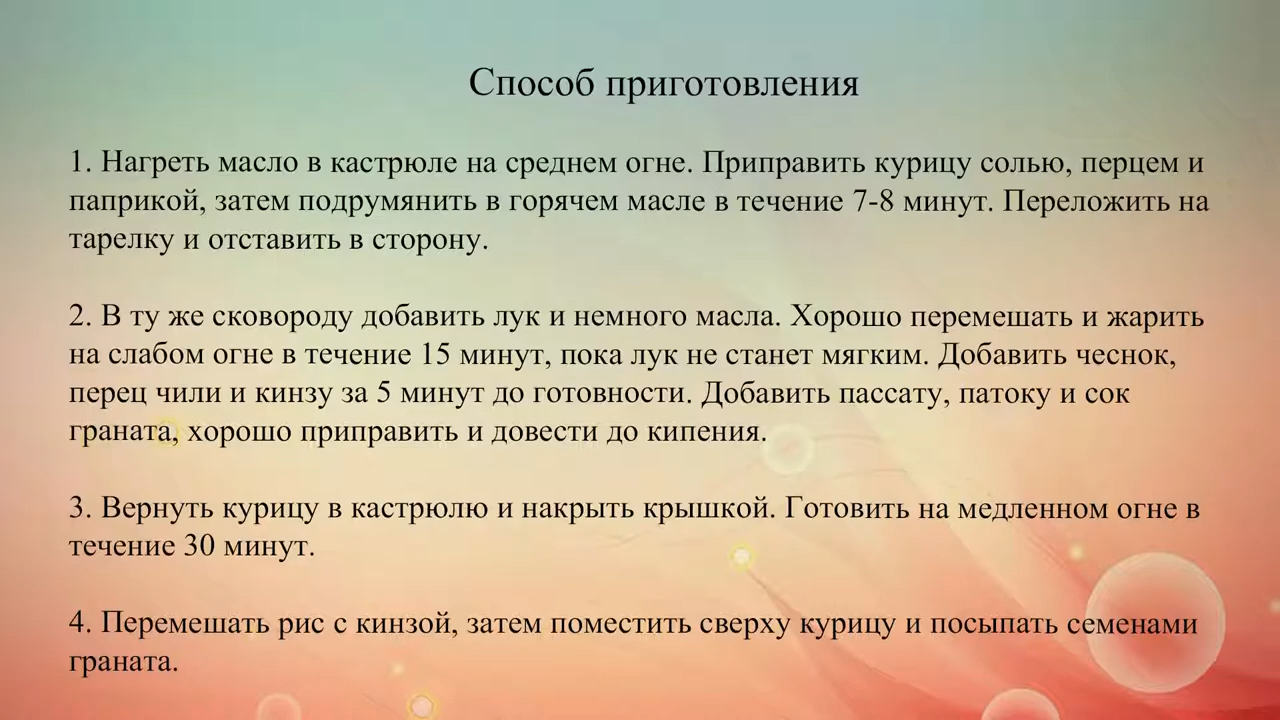 Способ приготовления
1. Нагреть масло в кастрюле на среднем огне. Приправить курицу солью, перцем и
паприкой, затем подрумянить в горячем масле в течение 7-8 минут. Переложить на
тарелку и отставить в сторону.
2. В ту же сковороду добавить лук и немного масла. Хорошо перемешать и жарить
на слабом огне в течение 15 минут, пока лук не станет мягким. Добавить чеснок,
перец чили и кинзу за 5 минут до готовности. Добавить пассату, патоку и сок
граната, хорошо приправить и довести до кипения.
3. Вернуть курицу в кастрюлю и накрыть крышкой. Готовить на медленном огне в
течение 30 минут.
4. Перемешать рис с кинзой, затем поместить сверху курицу и посыпать семенами
граната.